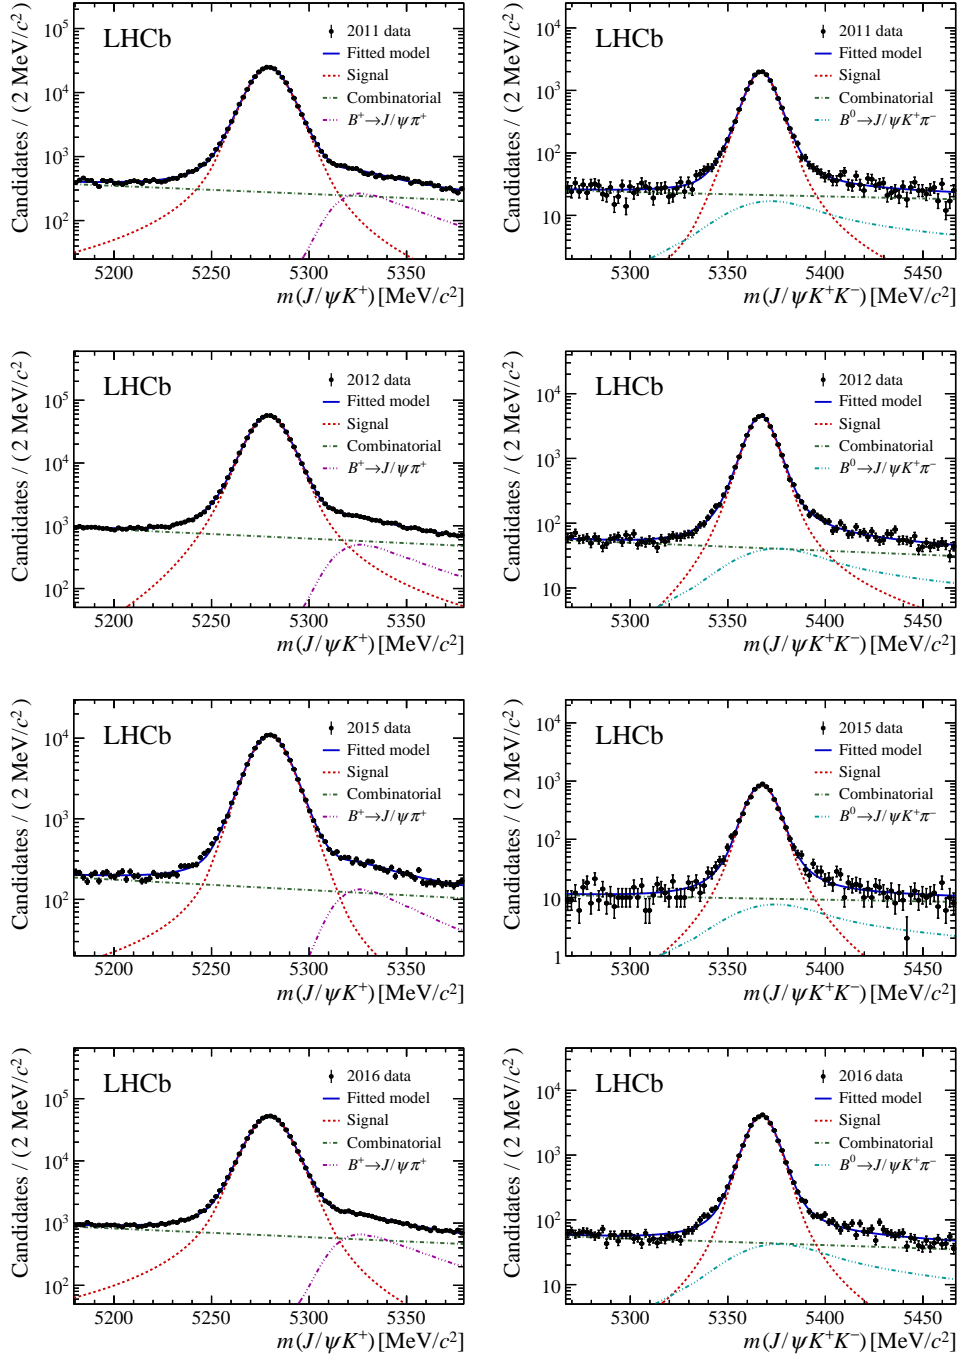 Candidates / ( 2 MeV/c²)
10⁵
10⁴
10³
10²
LHCb
2011 data
Fitted model
Signal
Combinatorial
B⁺→J/ψπ⁺
5200 5250 5300 5350
m(J/ψK⁺) [MeV/c²]
Candidates / ( 2 MeV/c²)
10³
10²
10
LHCb
2011 data
Fitted model
Signal
Combinatorial
B⁰→J/ψK⁺π⁻
5300 5350 5400 5450
m(J/ψK⁺K⁻) [MeV/c²]
Candidates / ( 2 MeV/c²)
10⁵
10⁴
10³
10²
LHCb
2012 data
Fitted model
Signal
Combinatorial
B⁺→J/ψπ⁺
5200 5250 5300 5350
m(J/ψK⁺) [MeV/c²]
Candidates / ( 2 MeV/c²)
10⁴
10³
10²
10
LHCb
2012 data
Fitted model
Signal
Combinatorial
B⁰→J/ψK⁺π⁻
5300 5350 5400 5450
m(J/ψK⁺K⁻) [MeV/c²]
Candidates / ( 2 MeV/c²)
10⁴
10³
10²
LHCb
2015 data
Fitted model
Signal
Combinatorial
B⁺→J/ψπ⁺
5200 5250 5300 5350
m(J/ψK⁺) [MeV/c²]
Candidates / ( 2 MeV/c²)
10⁴
10³
10²
10
1
LHCb
2015 data
Fitted model
Signal
Combinatorial
B⁰→J/ψK⁺π⁻
5300 5350 5400 5450
m(J/ψK⁺K⁻) [MeV/c²]
Candidates / ( 2 MeV/c²)
10⁵
10⁴
10³
10²
LHCb
2016 data
Fitted model
Signal
Combinatorial
B⁺→J/ψπ⁺
5200 5250 5300 5350
m(J/ψK⁺) [MeV/c²]
Candidates / ( 2 MeV/c²)
10⁴
10³
10²
10
LHCb
2016 data
Fitted model
Signal
Combinatorial
B⁰→J/ψK⁺π⁻
5300 5350 5400 5450
m(J/ψK⁺K⁻) [MeV/c²]